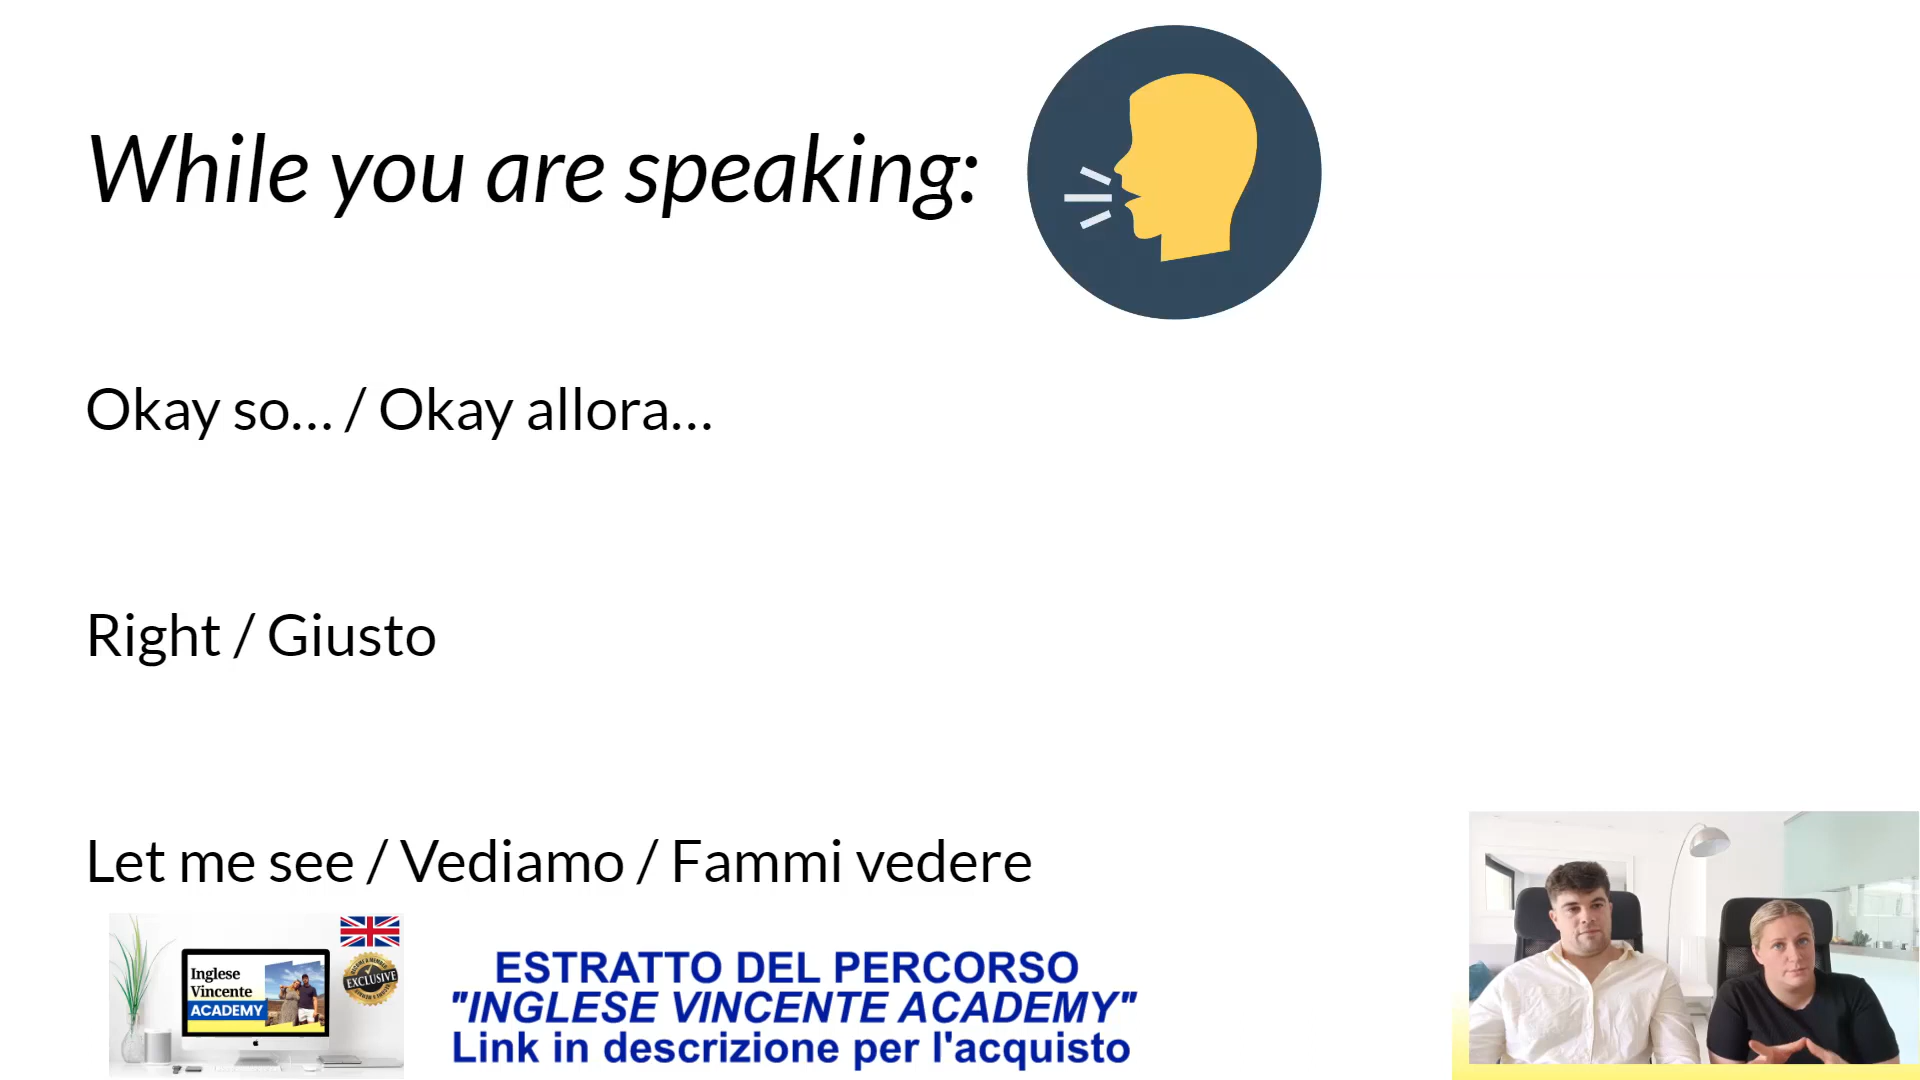 While you are speaking:
Okay so... / Okay allora...
Right / Giusto
Let me see / Vediamo / Fammi vedere
Inglese
Vincente
ACADEMY
EXCLUSIVE
ESTRATTO DEL PERCORSO
"INGLESE VINCENTE ACADEMY"
Link in descrizione per l'acquisto